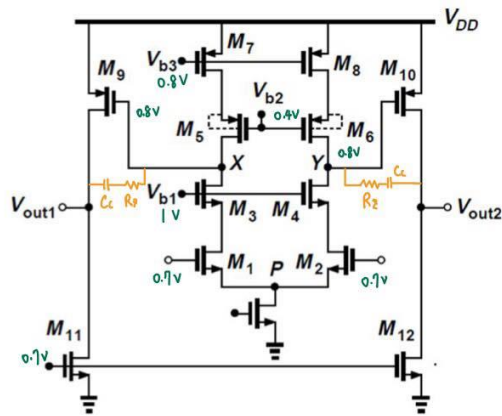 V_DD
M_7
V_b3
0.8V
M_8
M_9
M_10
V_b2
0.4V
0.8V
M_5
M_6
0.8V
X
Y
C_c
R_z
C_c
R_z
V_out1
V_b1
1V
M_3
M_4
V_out2
M_1
P
M_2
0.7V
0.7V
M_11
M_12
0.7V